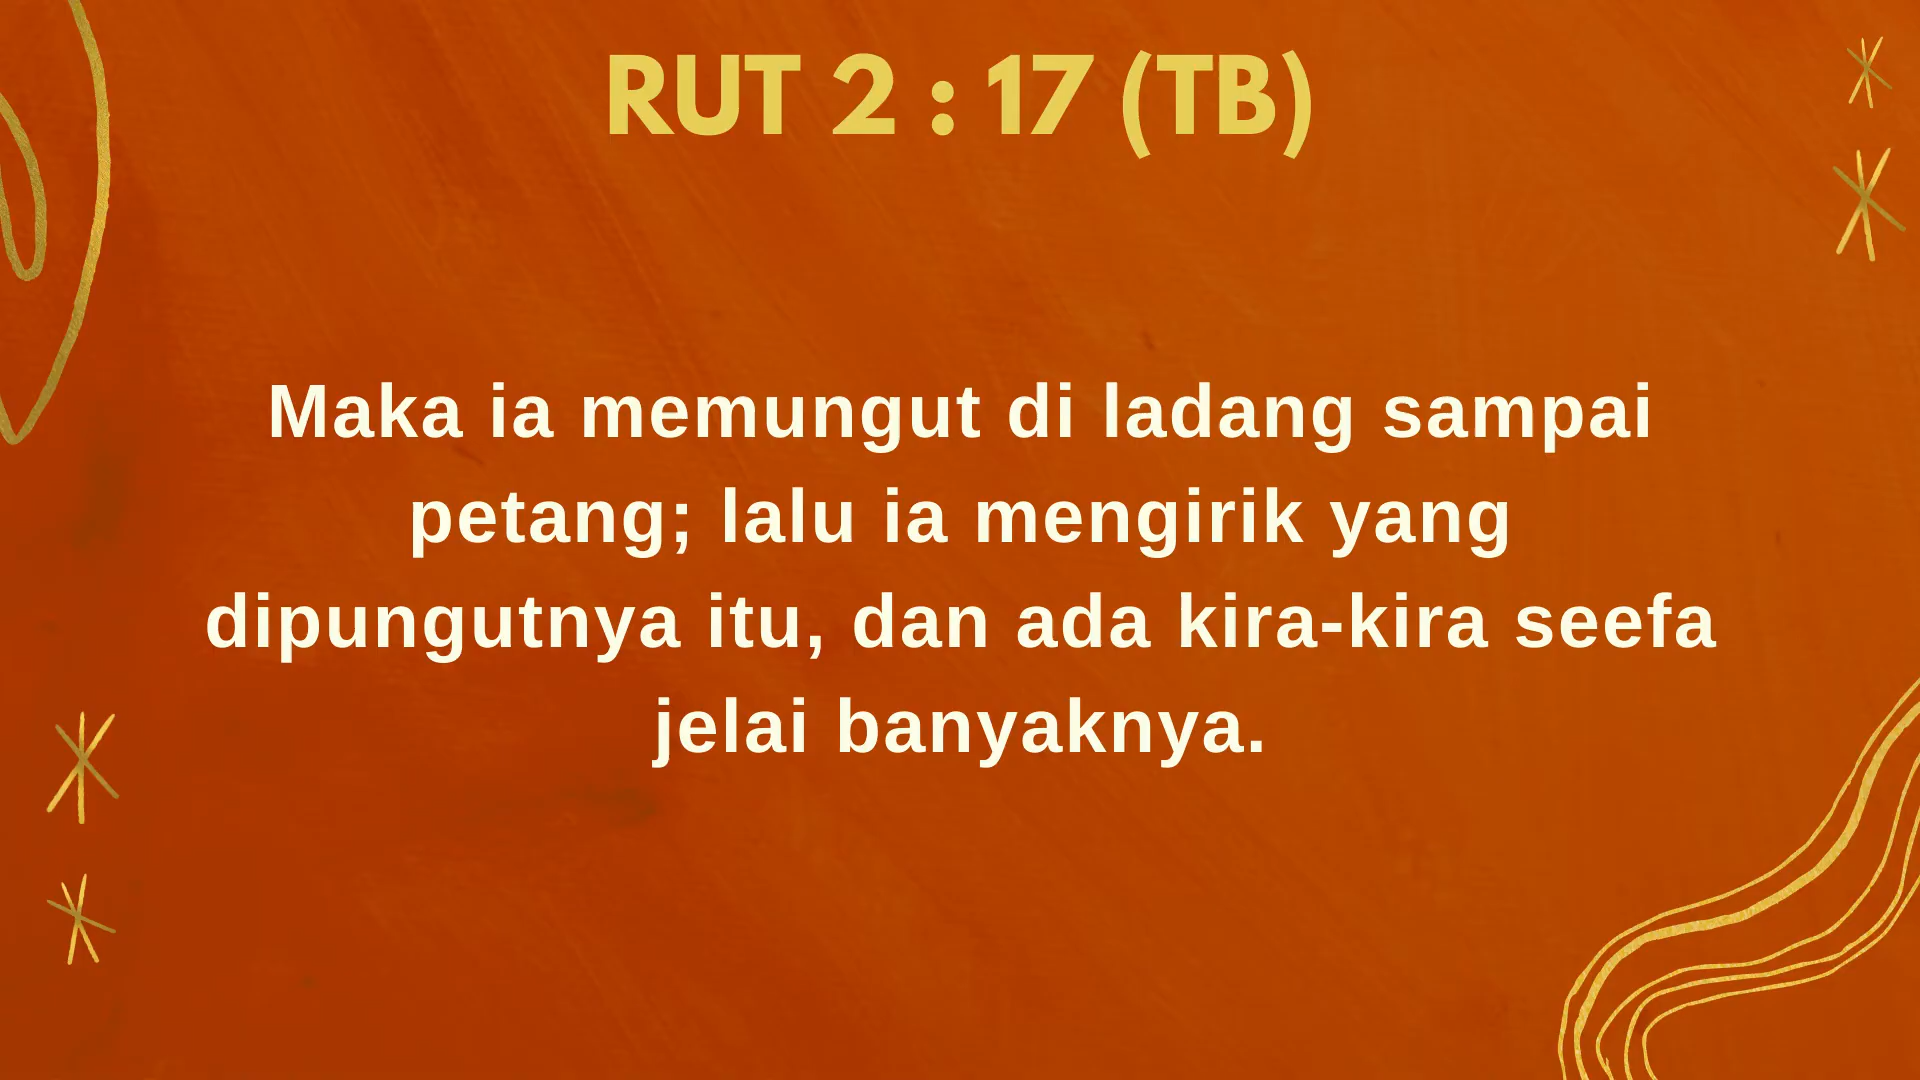 RUT 2 : 17 (TB)
Maka ia memungut di ladang sampai
petang; lalu ia mengirik yang
dipungutnya itu, dan ada kira-kira seefa
jelai banyaknya.